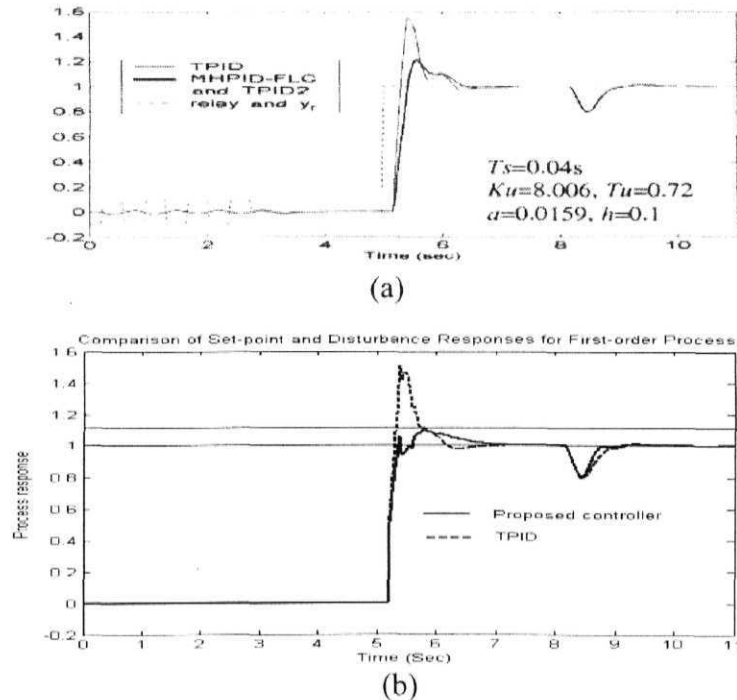 1.6
1.4
1.2
1
0.8
0.6
0.4
0.2
0
-0.2
TPID
MHPID-FLC
and TPID2
relay and yr
Ts=0.04s
Ku=8.006, Tu=0.72
a=0.0159, h=0.1
0 2 4 6 8 10
Time (sec)
(a)
Comparison of Set-point and Disturbance Responses for First-order Process
1.6
1.4
1.2
1
0.8
0.6
0.4
0.2
0
-0.2
Process response
Proposed controller
TPID
0 1 2 3 4 5 6 7 8 9 10 11
Time (Sec)
(b)